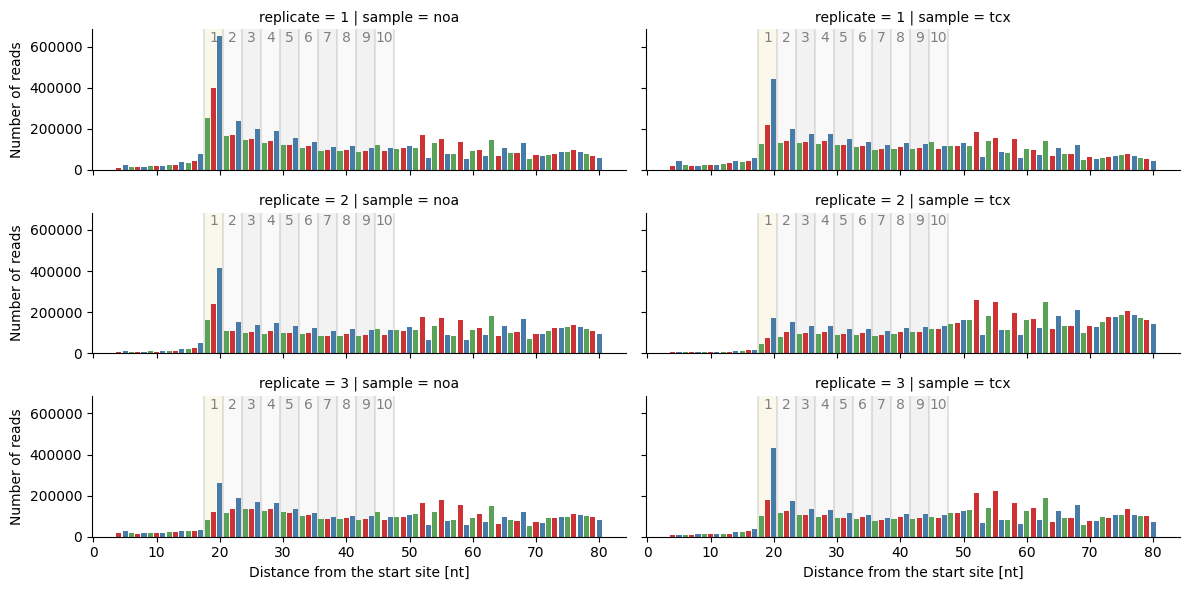 replicate = 1 | sample = noa
replicate = 1 | sample = tcx
Number of reads
600000
400000
200000
0
1 2 3 4 5 6 7 8 9 10
1 2 3 4 5 6 7 8 9 10
replicate = 2 | sample = noa
replicate = 2 | sample = tcx
Number of reads
600000
400000
200000
0
1 2 3 4 5 6 7 8 9 10
1 2 3 4 5 6 7 8 9 10
replicate = 3 | sample = noa
replicate = 3 | sample = tcx
Number of reads
600000
400000
200000
0
1 2 3 4 5 6 7 8 9 10
1 2 3 4 5 6 7 8 9 10
0 10 20 30 40 50 60 70 80
0 10 20 30 40 50 60 70 80
Distance from the start site [nt]
Distance from the start site [nt]